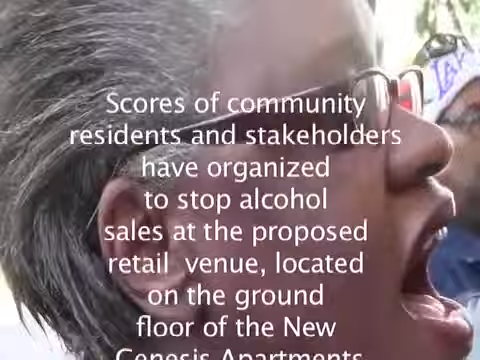 Scores of community
residents and stakeholders
have organized
to stop alcohol
sales at the proposed
retail venue, located
on the ground
floor of the New
Genesis Apartments